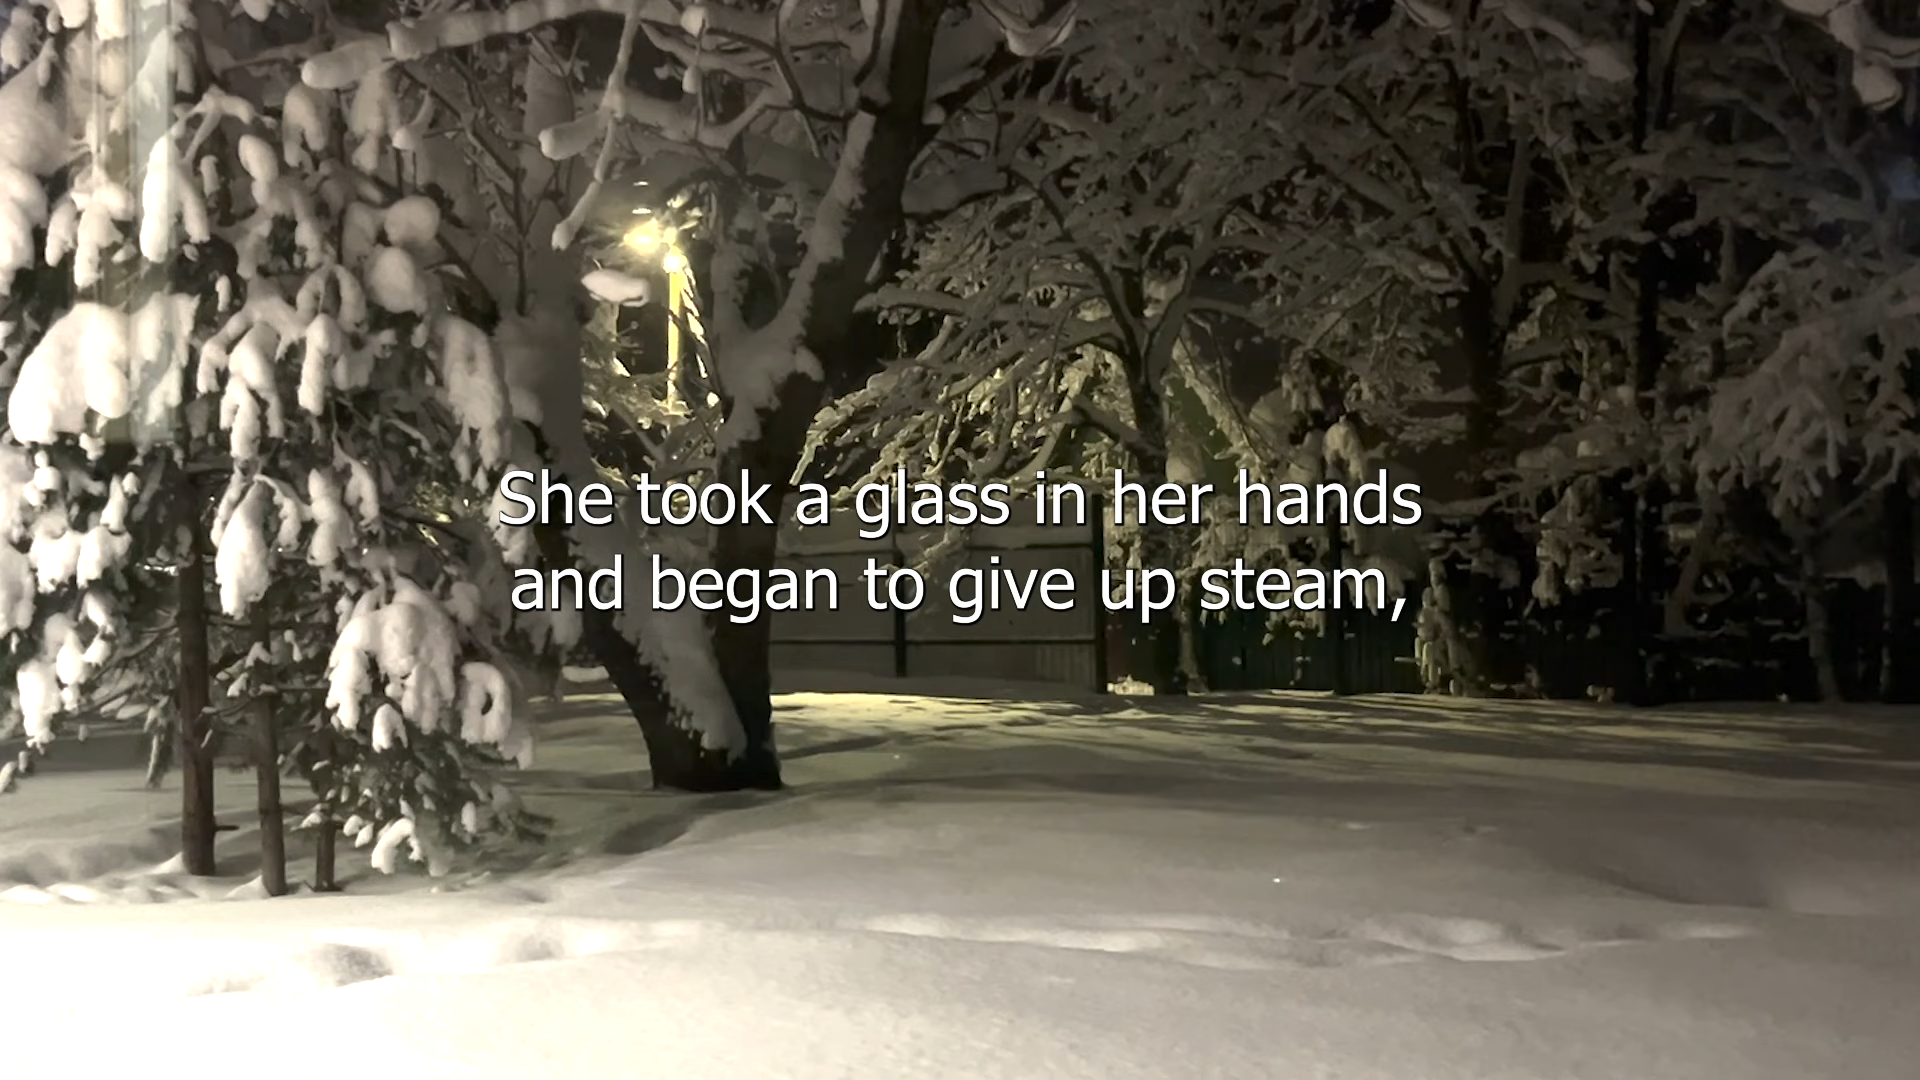 She took a glass in her hands
and began to give up steam,